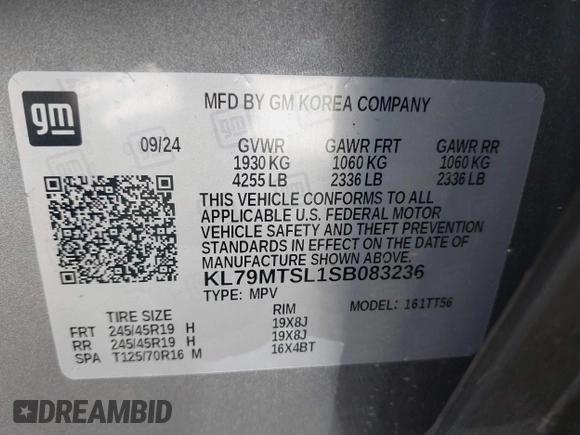 gm
MFD BY GM KOREA COMPANY
09/24 GVWR GAWR FRT GAWR RR
1930 KG 1060 KG 1060 KG
4255 LB 2336 LB 2336 LB
THIS VEHICLE CONFORMS TO ALL
APPLICABLE U.S. FEDERAL MOTOR
VEHICLE SAFETY AND THEFT PREVENTION
STANDARDS IN EFFECT ON THE DATE OF
MANUFACTURE SHOWN ABOVE.
KL79MTSL1SB083236
TYPE: MPV MODEL: 161TT56
TIRE SIZE RIM
FRT 245/45R19 H 19X8J
RR 245/45R19 H 19X8J
SPA T125/70R16 M 16X4BT
DREAMBID